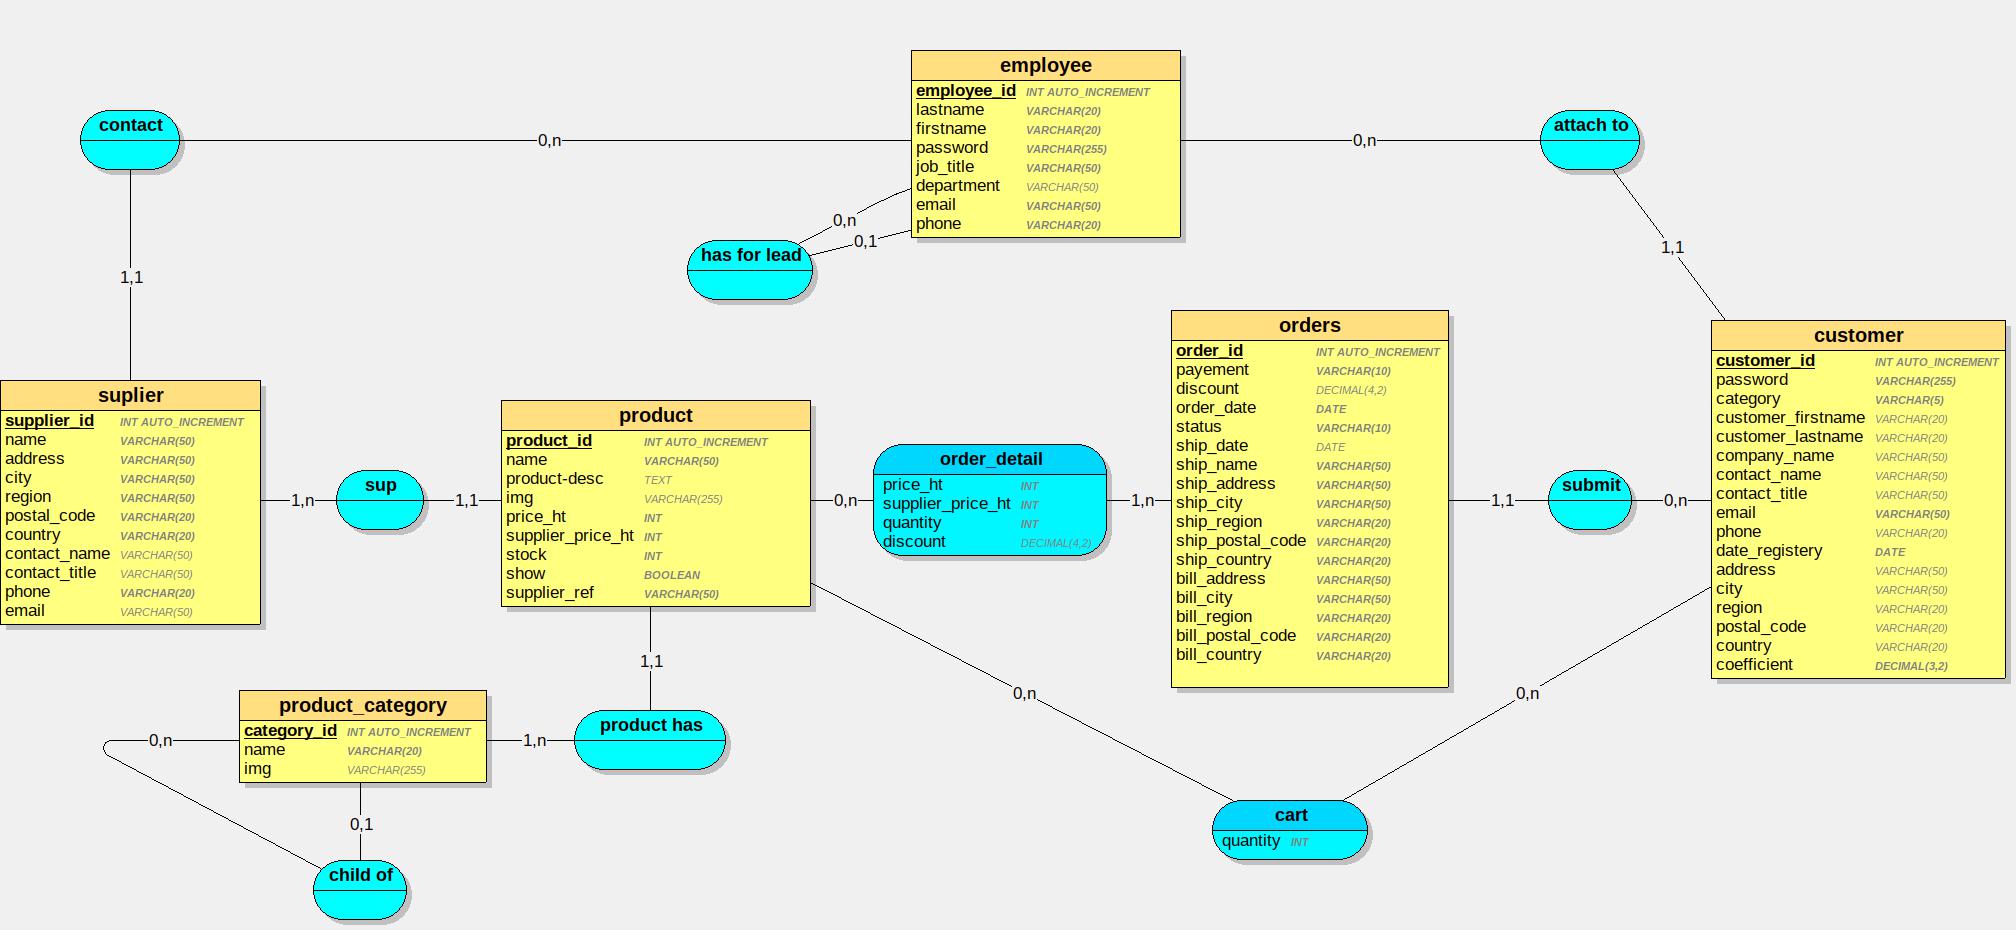 employee
employee_id INT AUTO_INCREMENT
lastname VARCHAR(20)
firstname VARCHAR(20)
password VARCHAR(255)
job_title VARCHAR(50)
department VARCHAR(50)
email VARCHAR(50)
phone VARCHAR(20)
contact
0,n
0,n
attach to
0,n
0,1
has for lead
1,1
1,1
suplier
supplier_id INT AUTO_INCREMENT
name VARCHAR(50)
address VARCHAR(50)
city VARCHAR(50)
region VARCHAR(50)
postal_code VARCHAR(20)
country VARCHAR(20)
contact_name VARCHAR(50)
contact_title VARCHAR(50)
phone VARCHAR(20)
email VARCHAR(50)
1,n
sup
1,1
product
product_id INT AUTO_INCREMENT
name VARCHAR(50)
product-desc TEXT
img VARCHAR(255)
price_ht INT
supplier_price_ht INT
stock INT
show BOOLEAN
supplier_ref VARCHAR(50)
0,n
order_detail
price_ht INT
supplier_price_ht INT
quantity INT
discount DECIMAL(4,2)
1,n
orders
order_id INT AUTO_INCREMENT
payement VARCHAR(10)
discount DECIMAL(4,2)
order_date DATE
status VARCHAR(10)
ship_date DATE
ship_name VARCHAR(50)
ship_address VARCHAR(50)
ship_city VARCHAR(50)
ship_region VARCHAR(20)
ship_postal_code VARCHAR(20)
ship_country VARCHAR(20)
bill_address VARCHAR(50)
bill_city VARCHAR(50)
bill_region VARCHAR(20)
bill_postal_code VARCHAR(20)
bill_country VARCHAR(20)
1,1
submit
0,n
customer
customer_id INT AUTO_INCREMENT
password VARCHAR(255)
category VARCHAR(5)
customer_firstname VARCHAR(20)
customer_lastname VARCHAR(20)
company_name VARCHAR(50)
contact_name VARCHAR(50)
contact_title VARCHAR(50)
email VARCHAR(50)
phone VARCHAR(20)
date_registery DATE
address VARCHAR(50)
city VARCHAR(50)
region VARCHAR(20)
postal_code VARCHAR(20)
country VARCHAR(20)
coefficient DECIMAL(3,2)
1,1
0,n
0,n
product_category
category_id INT AUTO_INCREMENT
name VARCHAR(20)
img VARCHAR(255)
0,n
1,n
product has
0,1
child of
cart
quantity INT